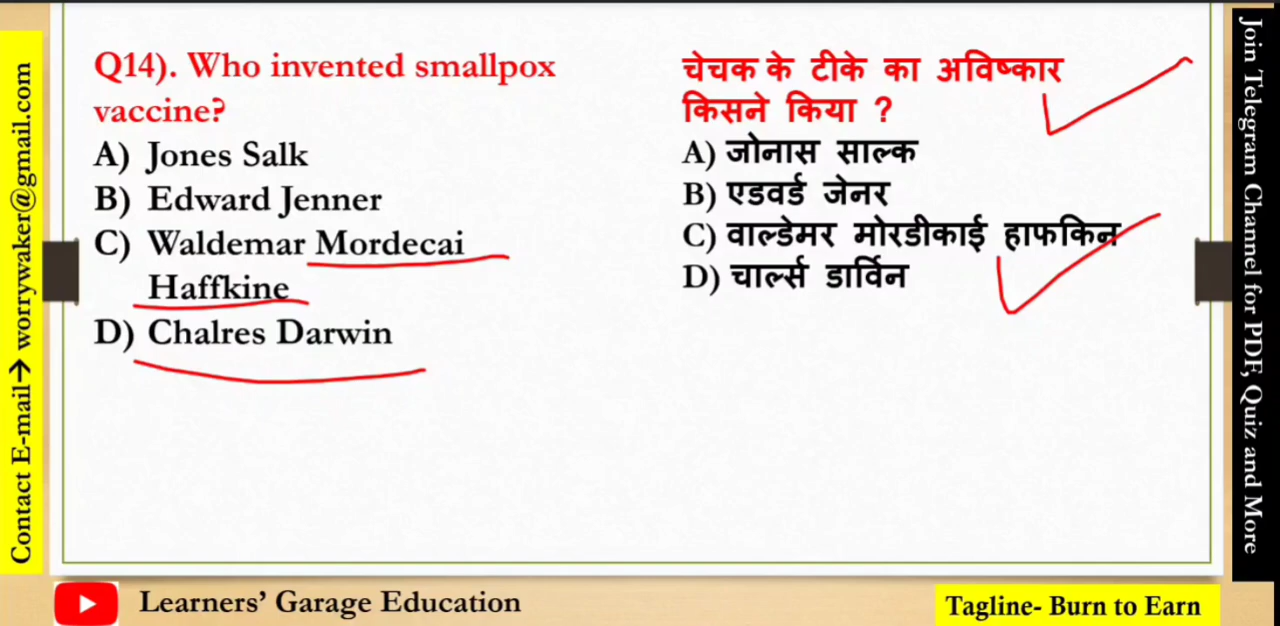 Q14). Who invented smallpox
vaccine?
A) Jones Salk
B) Edward Jenner
C) Waldemar Mordecai
Haffkine
D) Chalres Darwin
चेचक के टीके का अविष्कार
किसने किया ?
A) जोनास साल्क
B) एडवर्ड जेनर
C) वाल्डेमर मोरडीकाई हाफकिन
D) चार्ल्स डार्विन
Contact E-mail→ worrywaker@gmail.com
Join Telegram Channel for PDF, Quiz and More
Learners’ Garage Education
Tagline- Burn to Earn